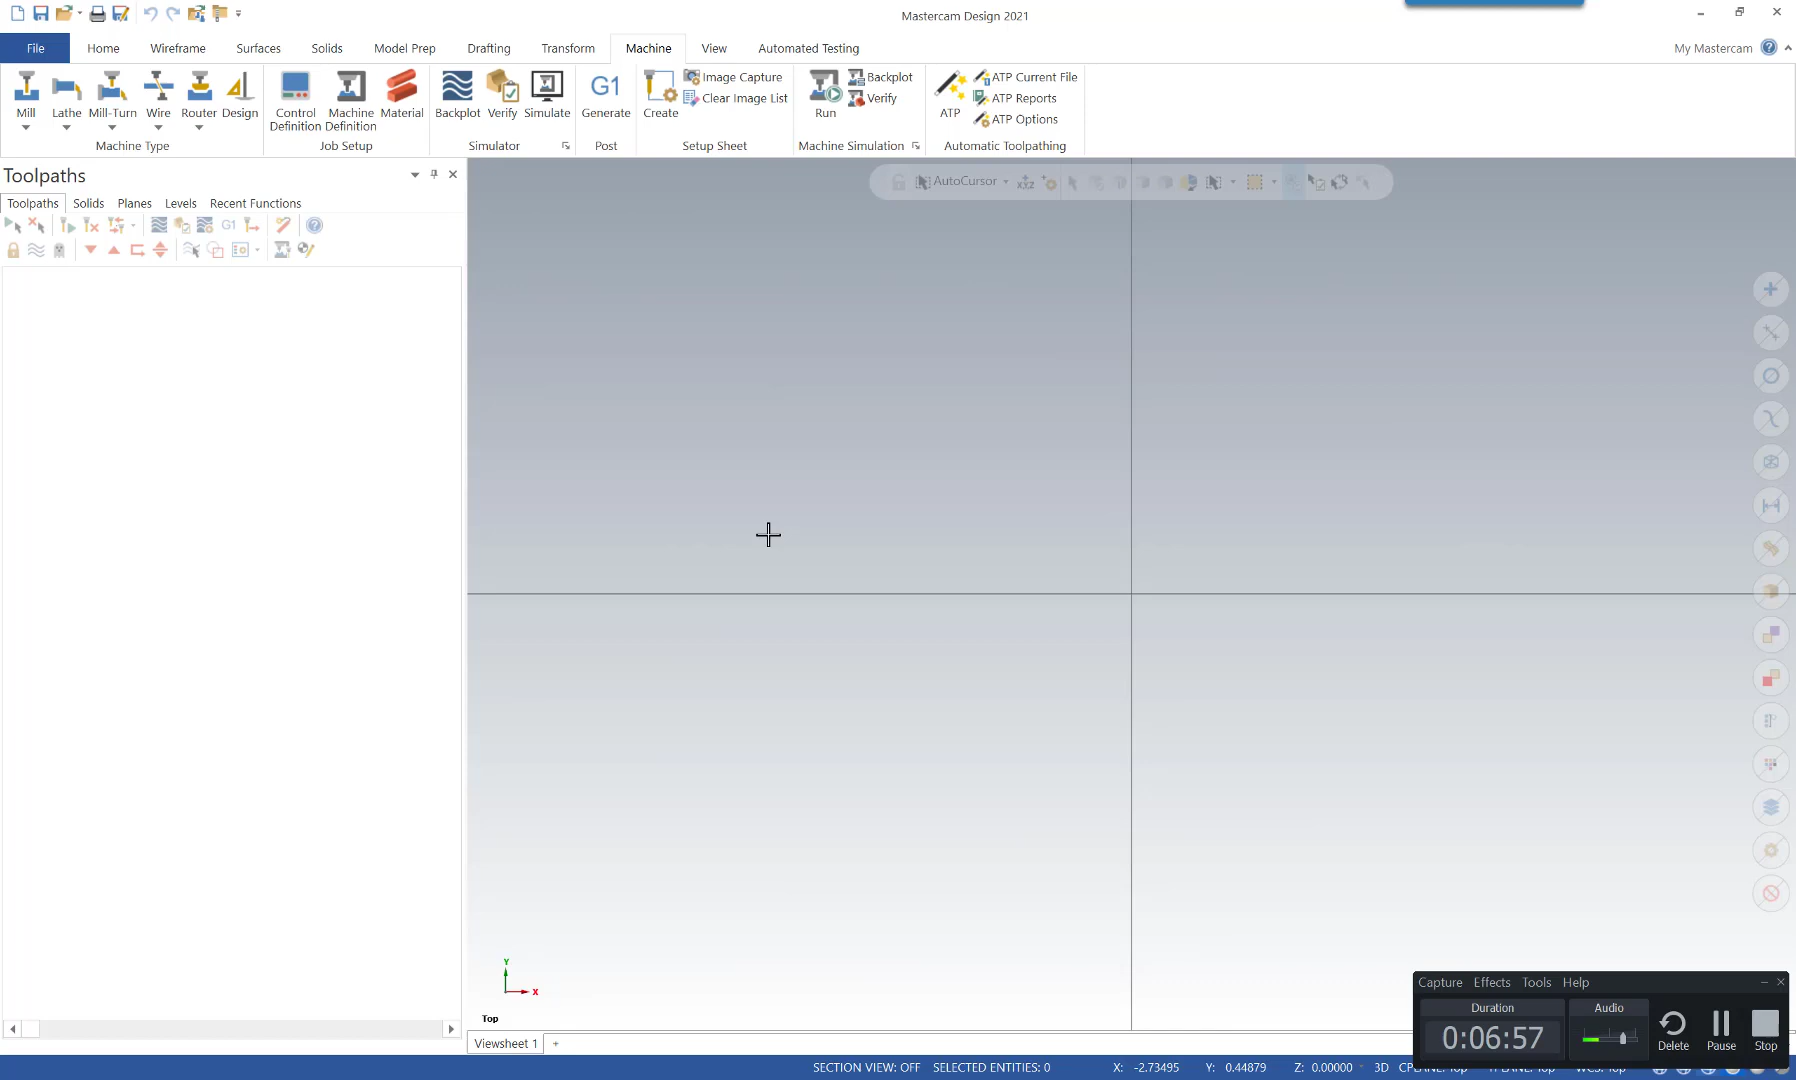 Mastercam Design 2021
File Home Wireframe Surfaces Solids Model Prep Drafting Transform Machine View Automated Testing My Mastercam
Mill Lathe Mill-Turn Wire Router Design
Machine Type
Control Definition Machine Definition Material
Job Setup
Backplot Verify Simulate
Simulator
G1
Generate
Post
Create
Image Capture
Clear Image List
Setup Sheet
Run
Backplot
Verify
Machine Simulation
ATP
ATP Current File
ATP Reports
ATP Options
Automatic Toolpathing
Toolpaths
Toolpaths Solids Planes Levels Recent Functions
G1
AutoCursor
XYZ
Y
X
Top
Viewsheet 1 +
Capture Effects Tools Help
Duration
0:06:57
Audio
Delete Pause Stop
SECTION VIEW: OFF SELECTED ENTITIES: 0 X: -2.73495 Y: 0.44879 Z: 0.00000 3D